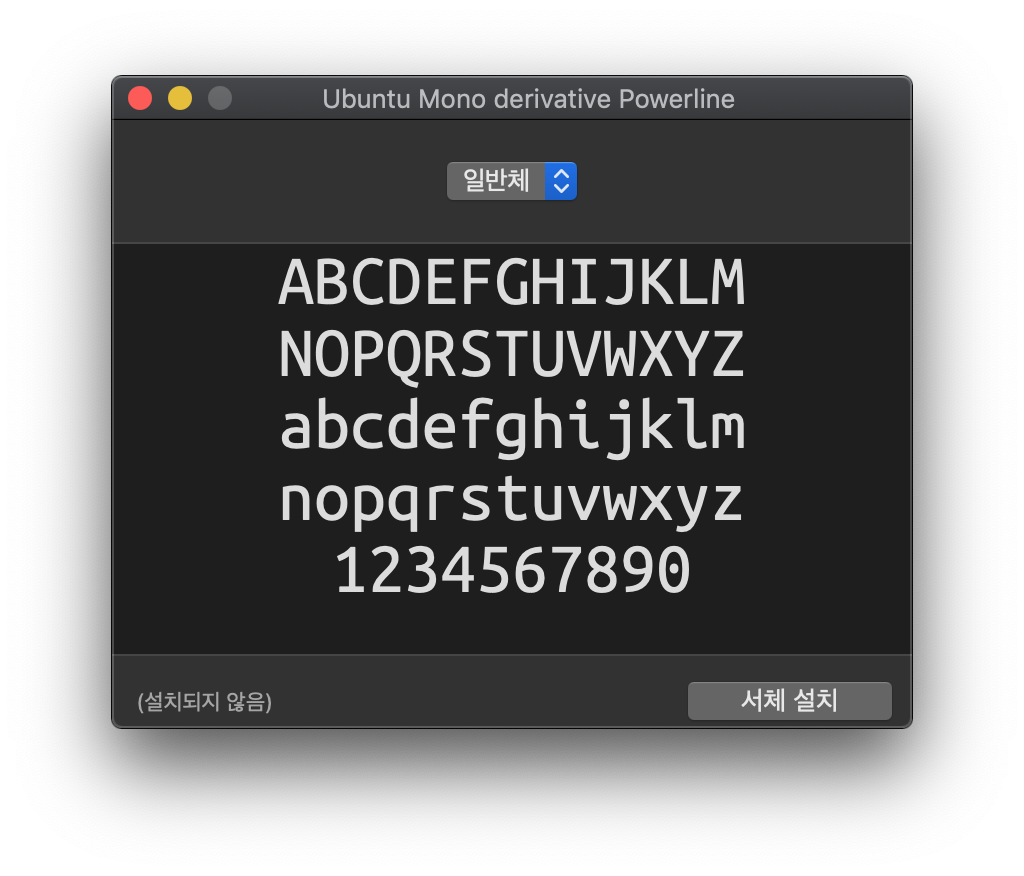 Ubuntu Mono derivative Powerline
일반체
ABCDEFGHIJKLM
NOPQRSTUVWXYZ
abcdefghijklm
nopqrstuvwxyz
1234567890
(설치되지 않음)
서체 설치